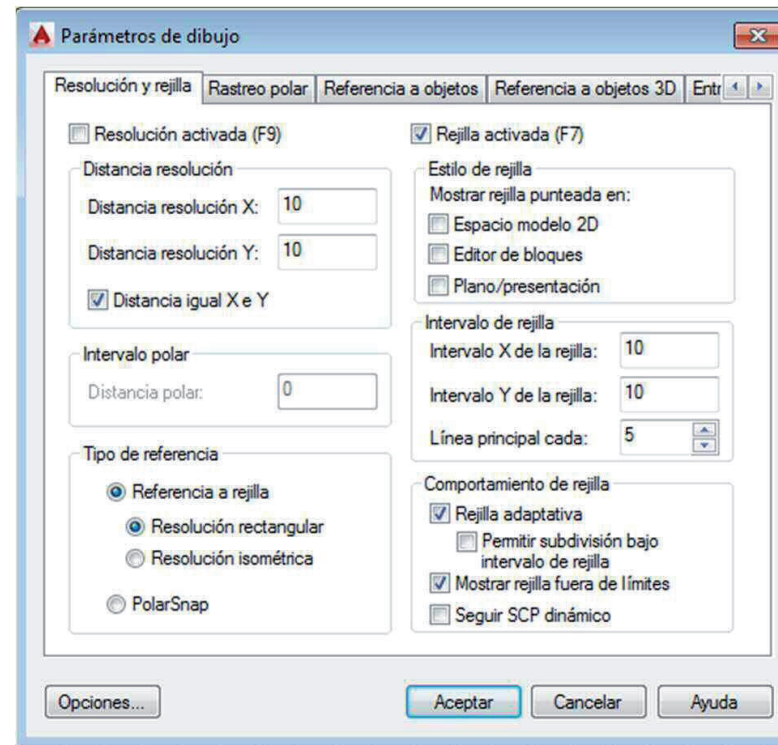 Parámetros de dibujo
Resolución y rejilla Rastreo polar Referencia a objetos Referencia a objetos 3D Entr
Resolución activada (F9)
Distancia resolución
Distancia resolución X: 10
Distancia resolución Y: 10
Distancia igual X e Y
Intervalo polar
Distancia polar: 0
Tipo de referencia
Referencia a rejilla
Resolución rectangular
Resolución isométrica
PolarSnap
Rejilla activada (F7)
Estilo de rejilla
Mostrar rejilla punteada en:
Espacio modelo 2D
Editor de bloques
Plano/presentación
Intervalo de rejilla
Intervalo X de la rejilla: 10
Intervalo Y de la rejilla: 10
Línea principal cada: 5
Comportamiento de rejilla
Rejilla adaptativa
Permitir subdivisión bajo
intervalo de rejilla
Mostrar rejilla fuera de límites
Seguir SCP dinámico
Opciones... Aceptar Cancelar Ayuda